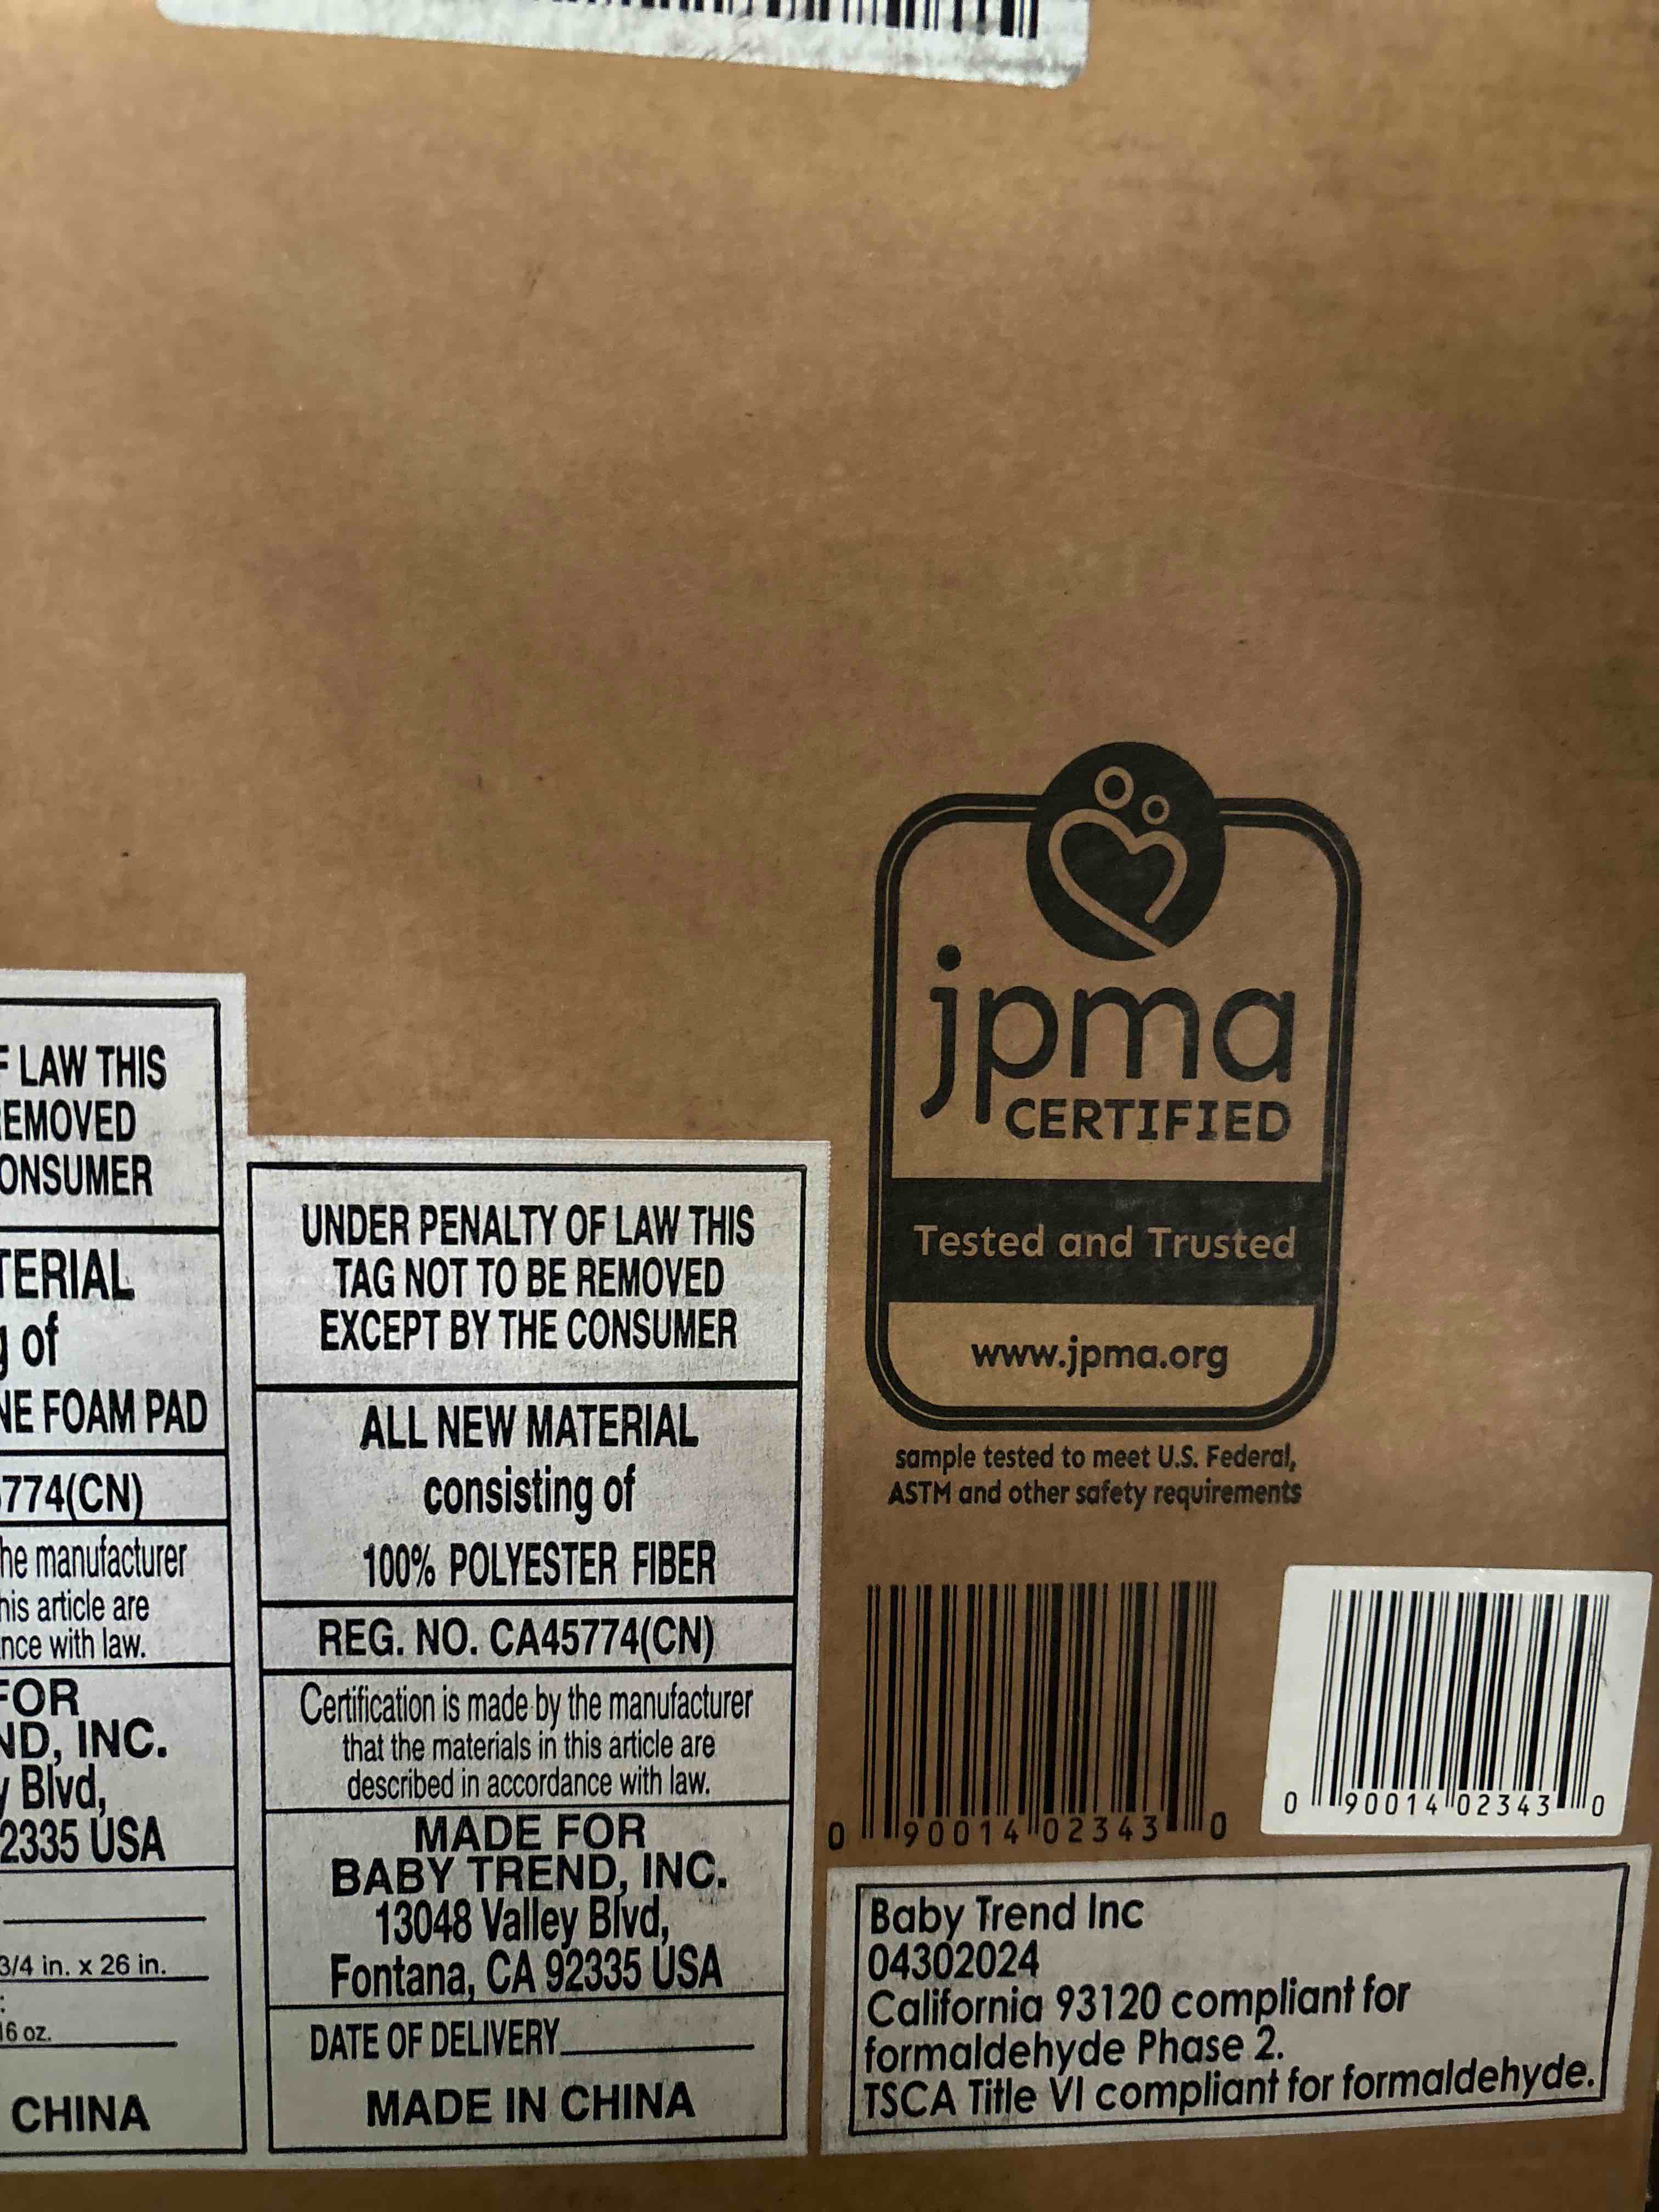 F LAW THIS
EMOVED
ONSUMER
TERIAL
g of
NE FOAM PAD
5774(CN)
he manufacturer
his article are
nce with law.
FOR
ND, INC.
y Blvd,
2335 USA
3/4 in. x 26 in.
:
16 oz.
CHINA
UNDER PENALTY OF LAW THIS
TAG NOT TO BE REMOVED
EXCEPT BY THE CONSUMER
ALL NEW MATERIAL
consisting of
100% POLYESTER FIBER
REG. NO. CA45774(CN)
Certification is made by the manufacturer
that the materials in this article are
described in accordance with law.
MADE FOR
BABY TREND, INC.
13048 Valley Blvd,
Fontana, CA 92335 USA
DATE OF DELIVERY
MADE IN CHINA
jpma
CERTIFIED
Tested and Trusted
www.jpma.org
sample tested to meet U.S. Federal,
ASTM and other safety requirements
0 90014 02343 0
0 90014 02343 0
Baby Trend Inc
04302024
California 93120 compliant for
formaldehyde Phase 2.
TSCA Title VI compliant for formaldehyde.